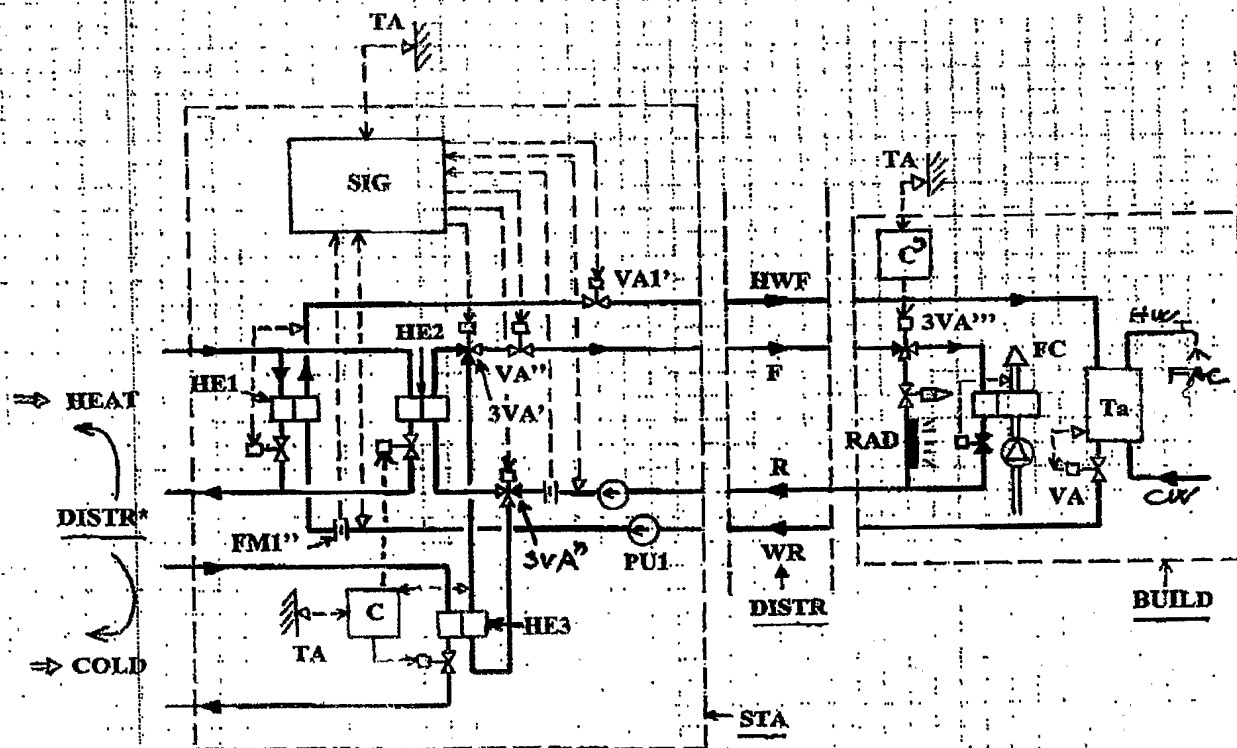 TA
SIG
TA
C
VA1'
HWF
3VA'''
HE2
HW
FC
VA''
F
HE1
3VA'
⇒ HEAT
Ta
RAD
R
VA
CW
DISTR*
FM1''
3VA''
PU1
WR
DISTR
BUILD
C
HE3
TA
⇒ COLD
STA